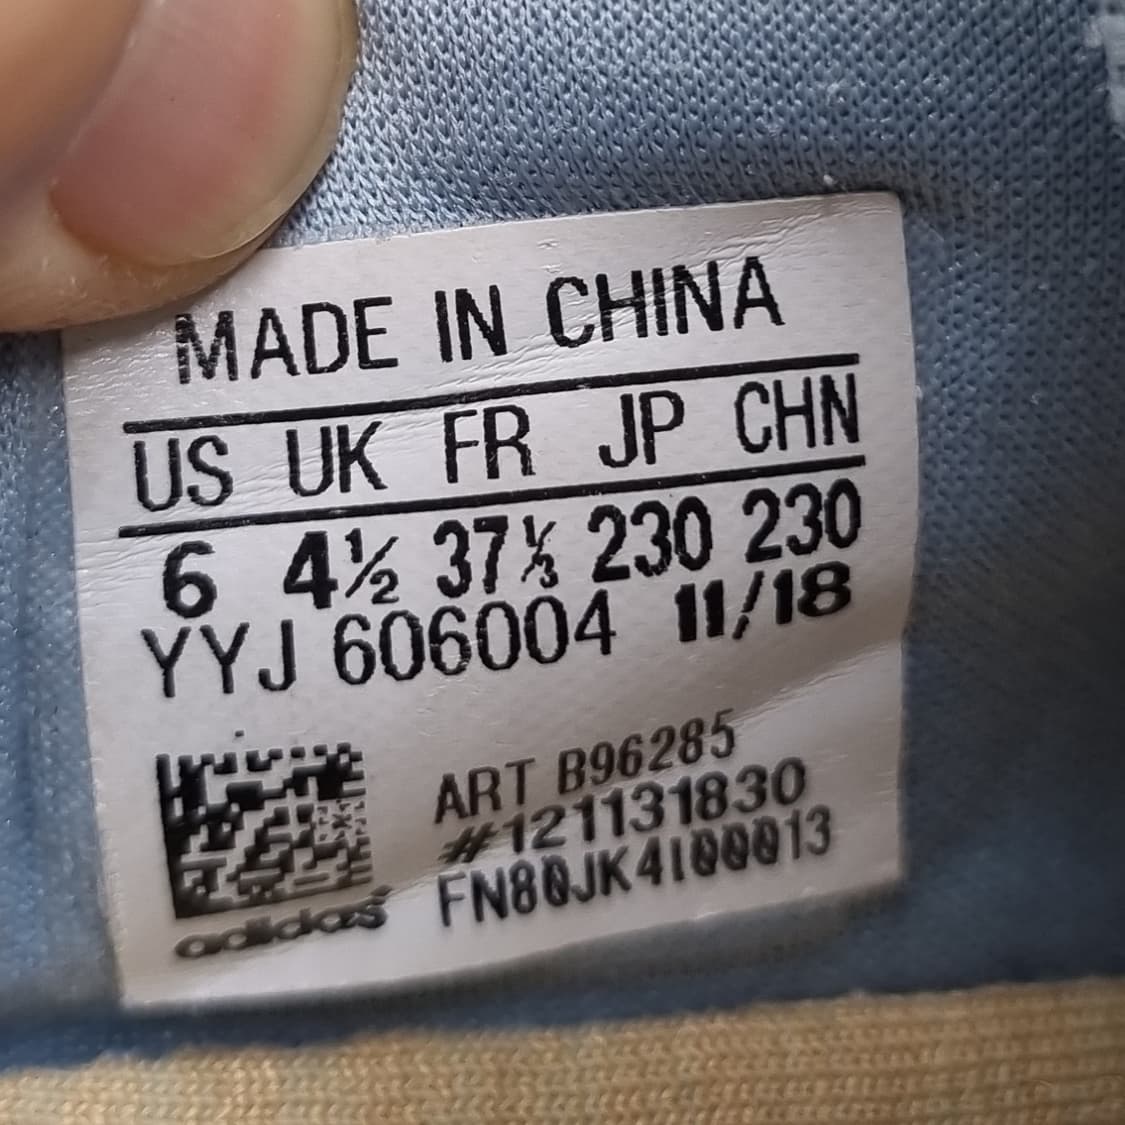 MADE IN CHINA
US UK FR JP CHN
6 4½ 37⅓ 230 230
YYJ 606004 11/18
ART B96285
#121131830
FN80JK4I00013
adidas